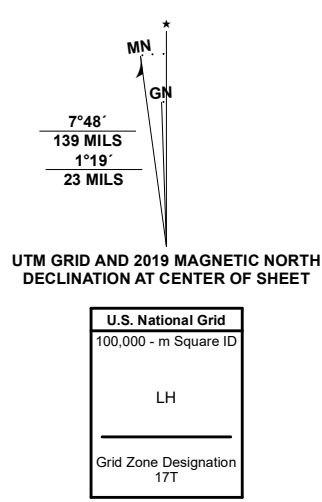 MN
GN
7°48´
139 MILS
1°19´
23 MILS
UTM GRID AND 2019 MAGNETIC NORTH
DECLINATION AT CENTER OF SHEET
U.S. National Grid
100,000 - m Square ID
LH
Grid Zone Designation
17T